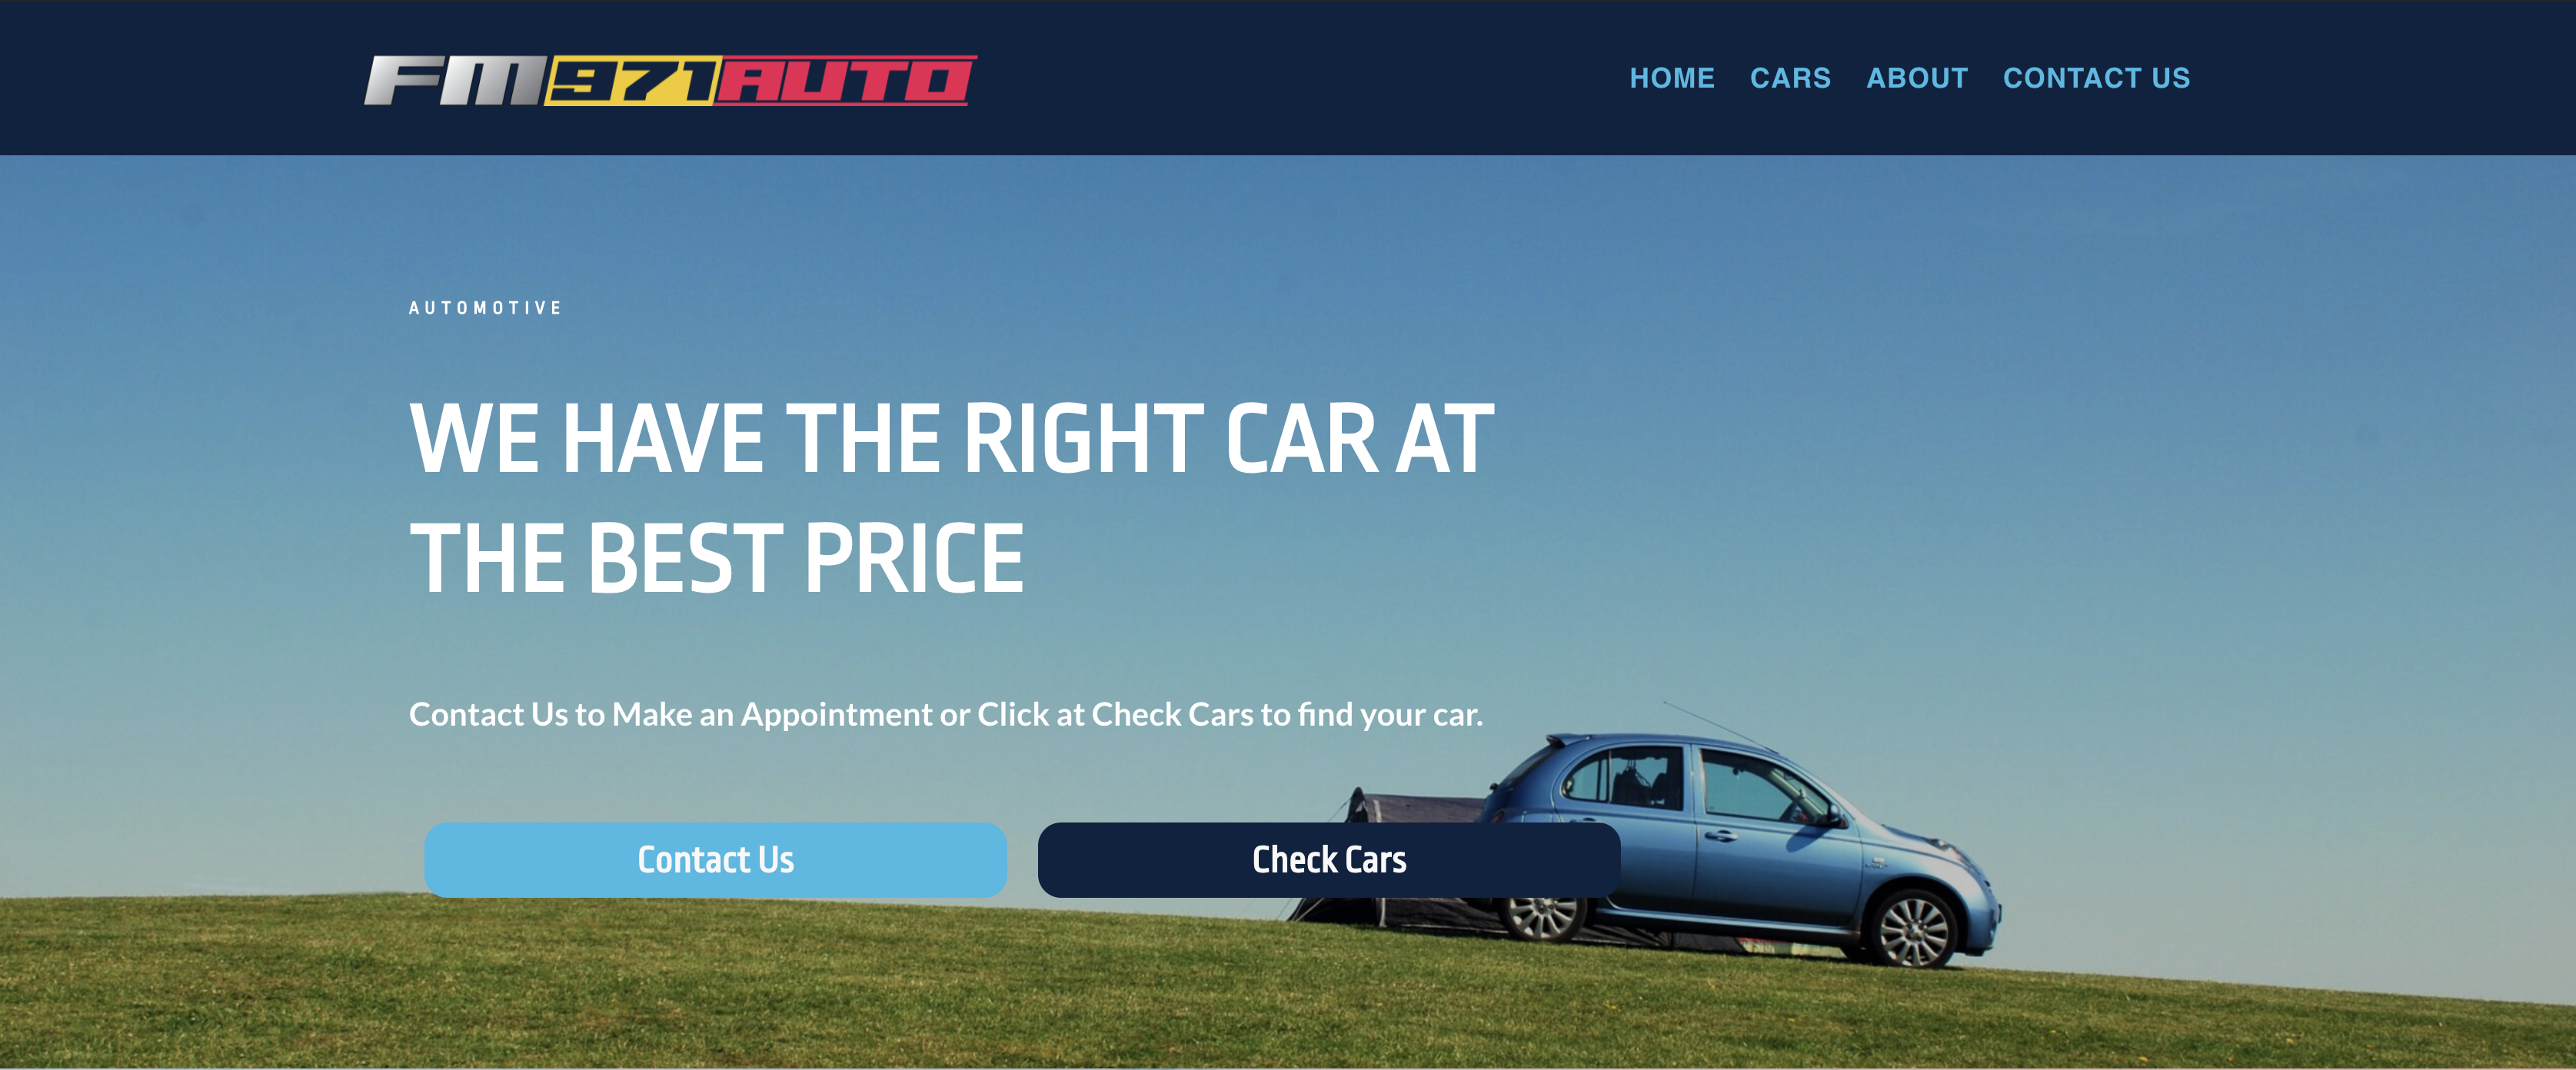 FM971AUTO
HOME CARS ABOUT CONTACT US
AUTOMOTIVE
WE HAVE THE RIGHT CAR AT
THE BEST PRICE
Contact Us to Make an Appointment or Click at Check Cars to find your car.
Contact Us
Check Cars